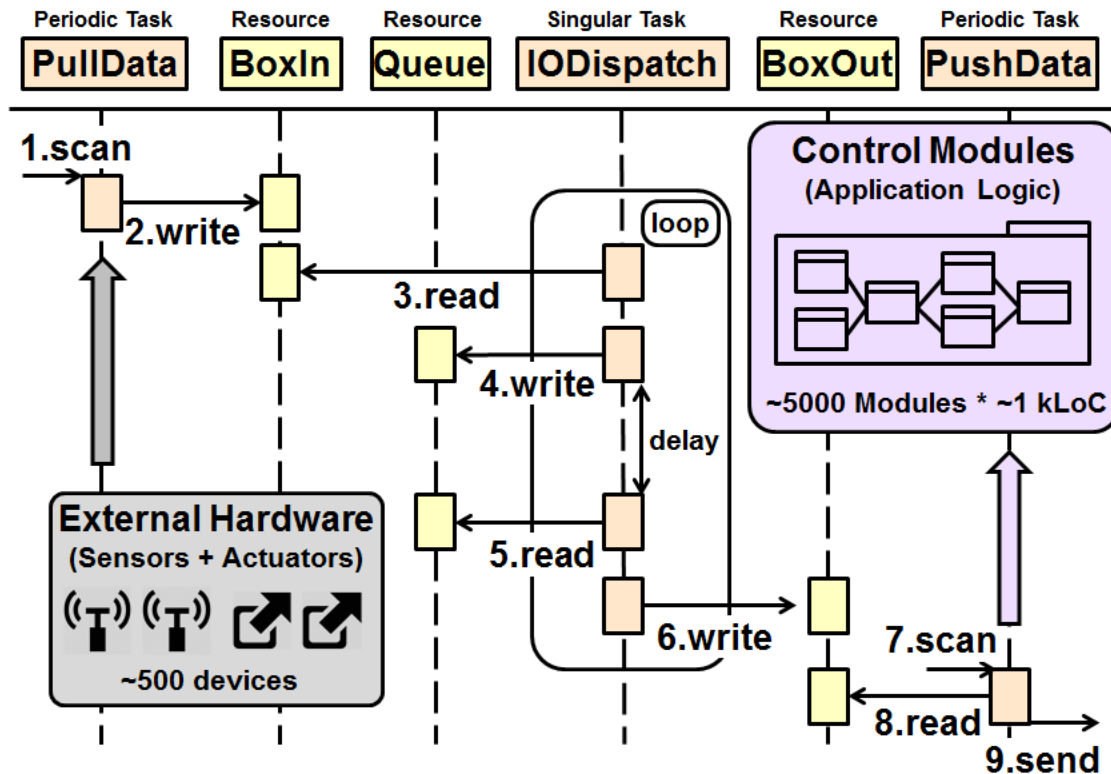 Periodic Task
Resource
Resource
Singular Task
Resource
Periodic Task
PullData
BoxIn
Queue
IODispatch
BoxOut
PushData
1.scan
2.write
3.read
4.write
5.read
6.write
loop
delay
Control Modules
(Application Logic)
~5000 Modules * ~1 kLoC
External Hardware
(Sensors + Actuators)
~500 devices
7.scan
8.read
9.send